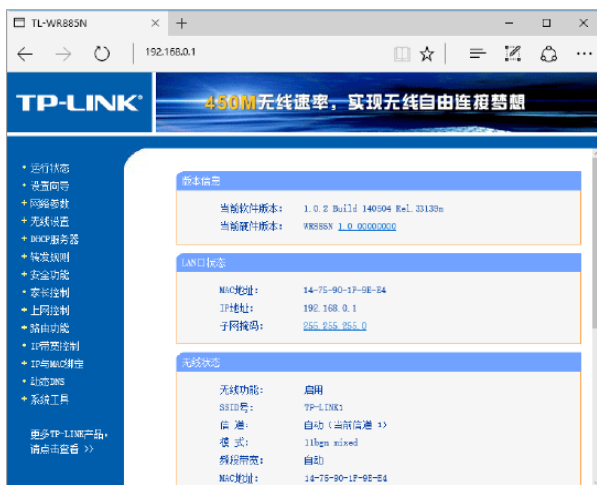 TL-WR885N
192.168.0.1
TP-LINK®
450M无线速率,实现无线自由连接梦想
• 运行状态
• 设置向导
+ 网络参数
+ 无线设置
+ DHCP服务器
+ 转发规则
+ 安全功能
• 家长控制
+ 上网控制
+ 路由功能
• IP带宽控制
+ IP与MAC绑定
• 动态DNS
+ 系统工具
更多TP-LINK产品,
请点击查看 >>
版本信息
当前软件版本: 1.0.2 Build 140504 Rel.33139n
当前硬件版本: WR885N 1.0 00000000
LAN口状态
MAC地址: 14-75-90-1F-9E-E4
IP地址: 192.168.0.1
子网掩码: 255.255.255.0
无线状态
无线功能: 启用
SSID号: TP-LINK1
信 道: 自动(当前信道 1)
模 式: 11bgn mixed
频段带宽: 自动
MAC地址: 14-75-90-1F-9E-E4